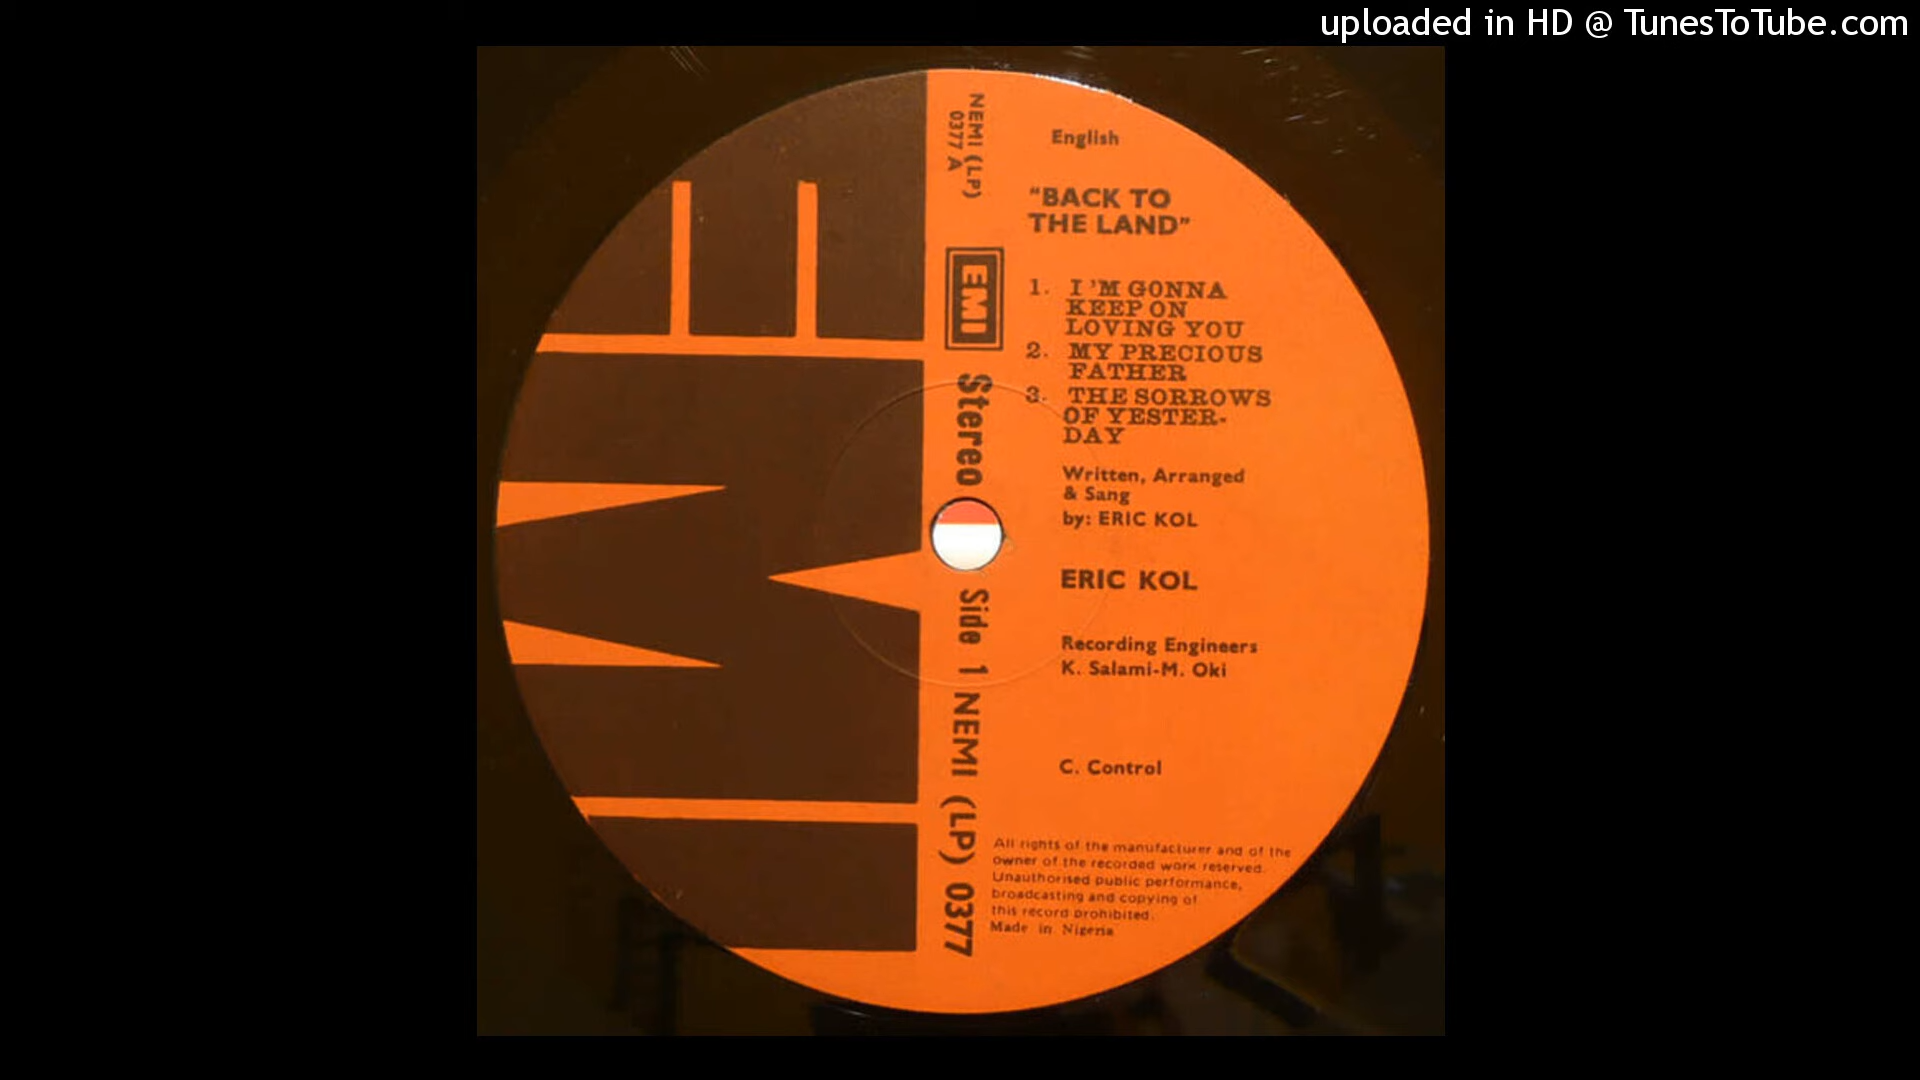 uploaded in HD @ TunesToTube.com
NEMI (LP)
0377 A
English
"BACK TO
THE LAND"
EMI
1. I'M GONNA
KEEP ON
LOVING YOU
2. MY PRECIOUS
FATHER
3. THE SORROWS
OF YESTER-
DAY
Written, Arranged
& Sang
by: ERIC KOL
ERIC KOL
Recording Engineers
K. Salami-M. Oki
C. Control
Stereo
Side 1 NEMI (LP) 0377
All rights of the manufacturer and of the
owner of the recorded work reserved.
Unauthorised public performance,
broadcasting and copying of
this record prohibited.
Made in Nigeria
EMI